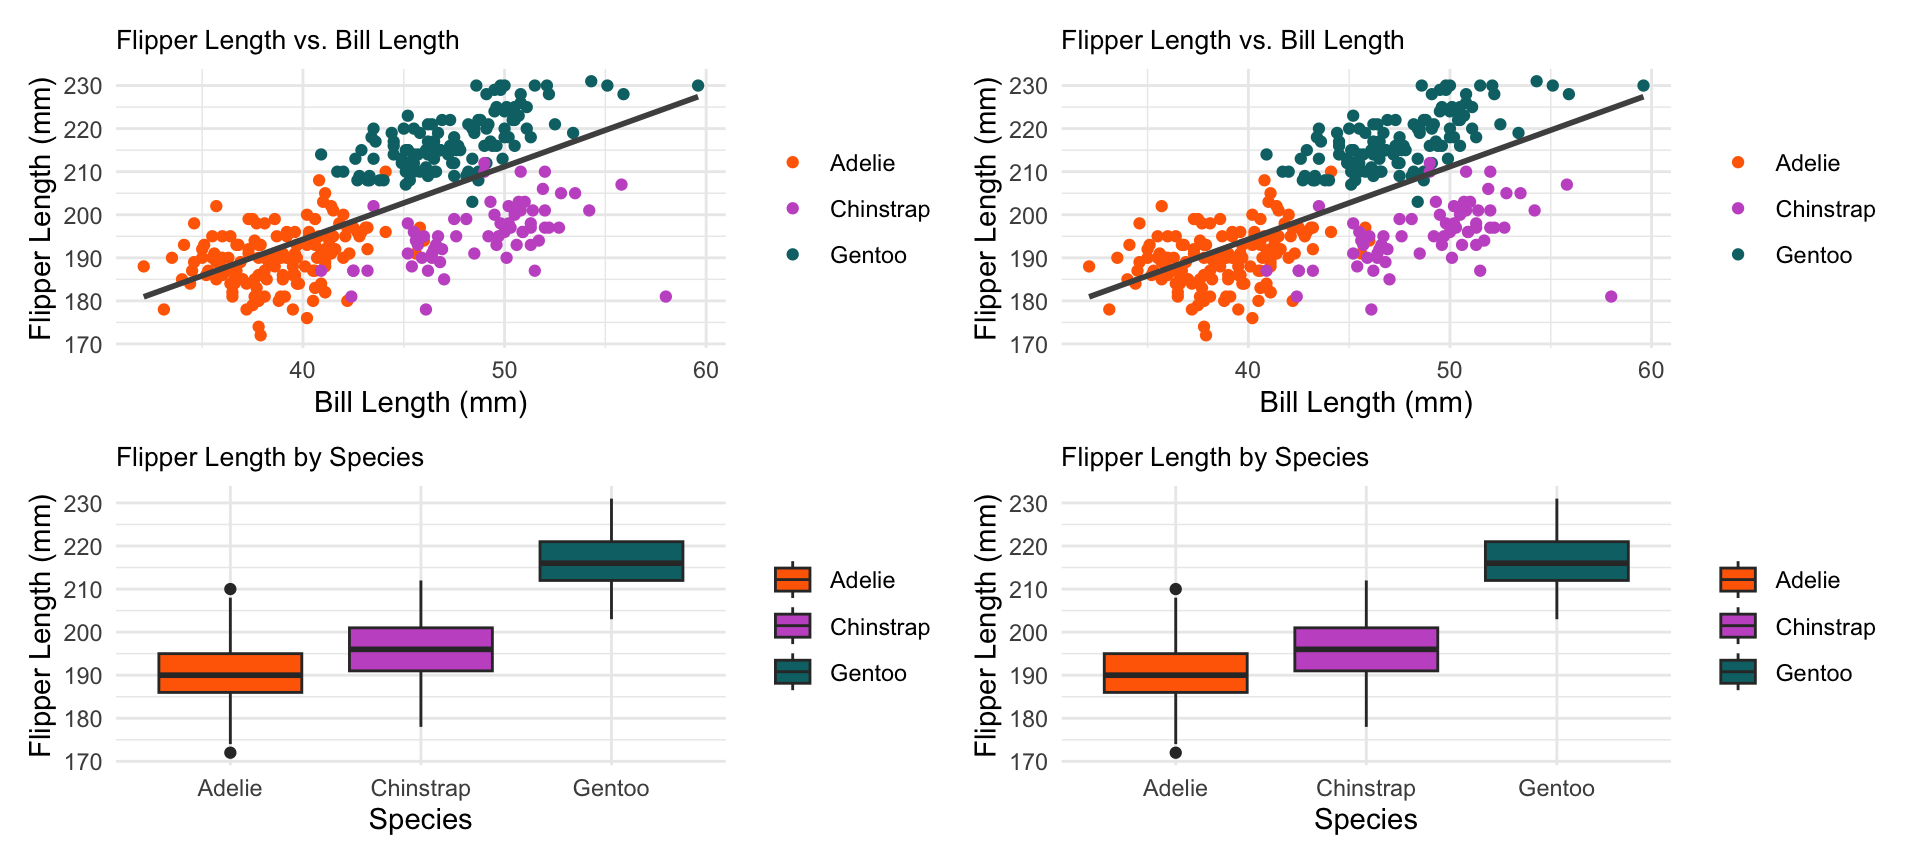 Flipper Length vs. Bill Length
Flipper Length (mm)
230
220
210
200
190
180
170
40 50 60
Bill Length (mm)
Adelie
Chinstrap
Gentoo
Flipper Length vs. Bill Length
Flipper Length (mm)
230
220
210
200
190
180
170
40 50 60
Bill Length (mm)
Adelie
Chinstrap
Gentoo
Flipper Length by Species
Flipper Length (mm)
230
220
210
200
190
180
170
Adelie Chinstrap Gentoo
Species
Adelie
Chinstrap
Gentoo
Flipper Length by Species
Flipper Length (mm)
230
220
210
200
190
180
170
Adelie Chinstrap Gentoo
Species
Adelie
Chinstrap
Gentoo